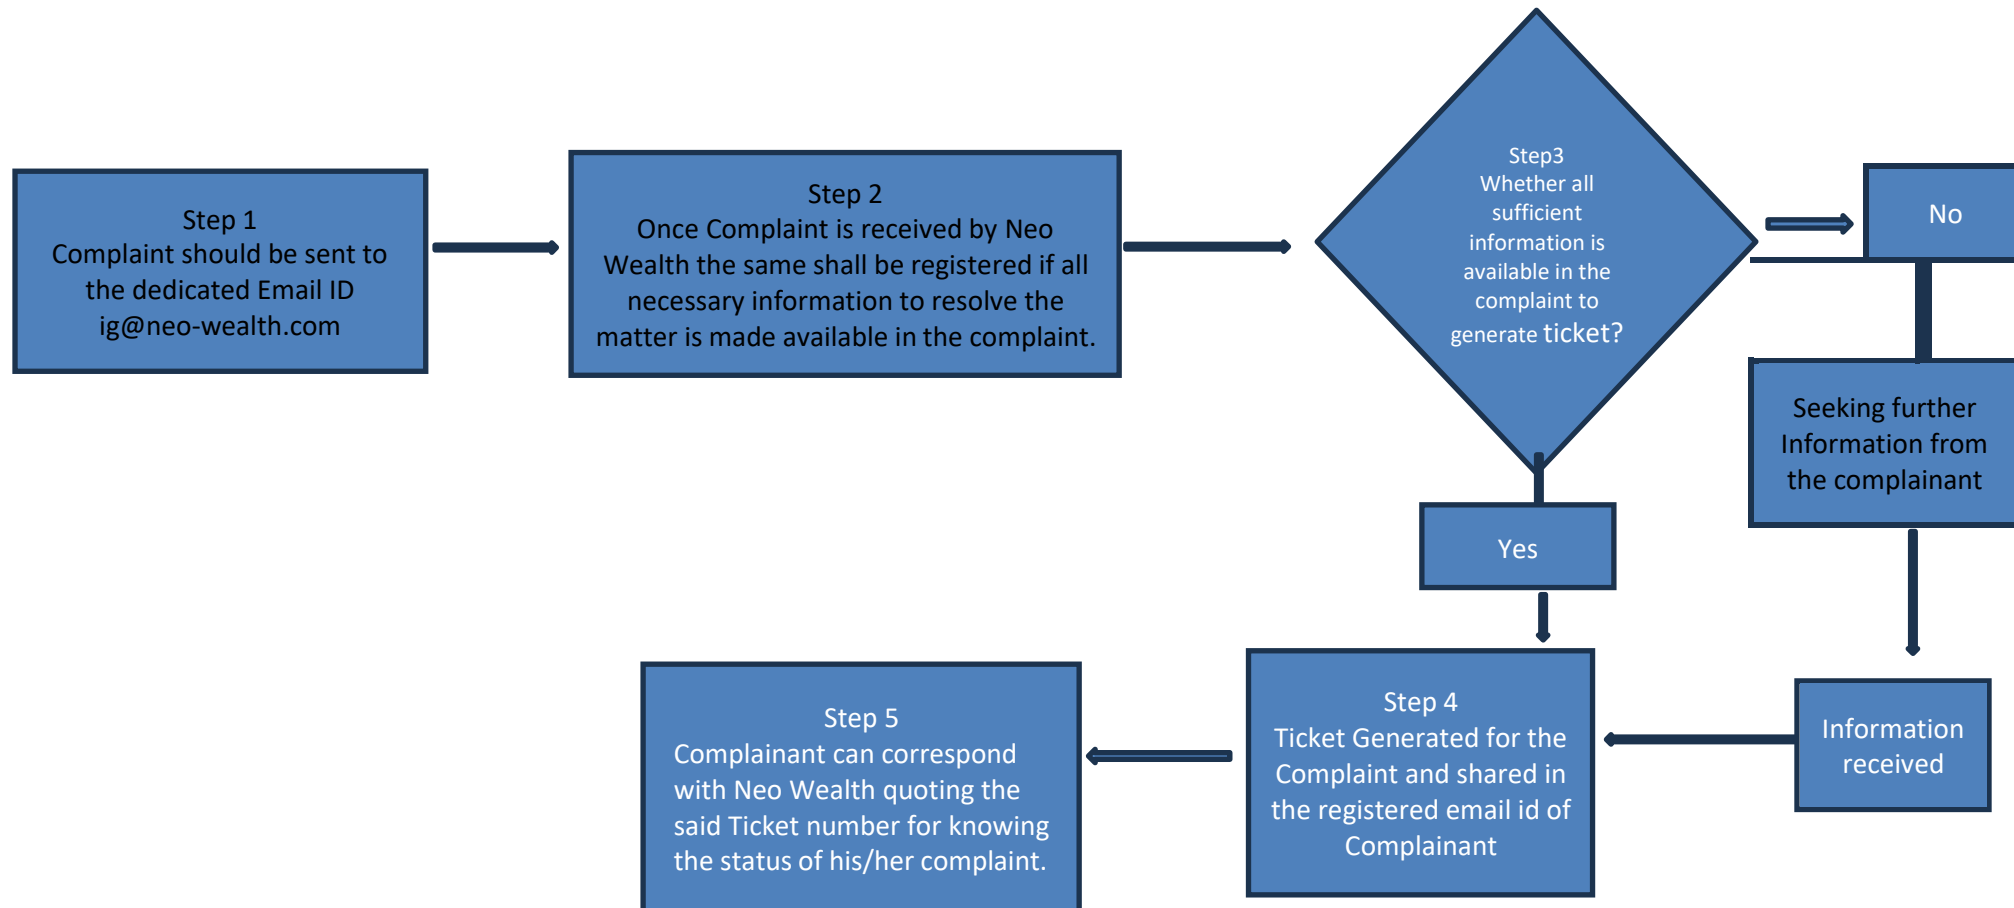 Step 1
Complaint should be sent to
the dedicated Email ID
ig@neo-wealth.com
Step 2
Once Complaint is received by Neo
Wealth the same shall be registered if all
necessary information to resolve the
matter is made available in the complaint.
Step3
Whether all
sufficient
information is
available in the
complaint to
generate ticket?
No
Seeking further
Information from
the complainant
Yes
Information
received
Step 4
Ticket Generated for the
Complaint and shared in
the registered email id of
Complainant
Step 5
Complainant can correspond
with Neo Wealth quoting the
said Ticket number for knowing
the status of his/her complaint.